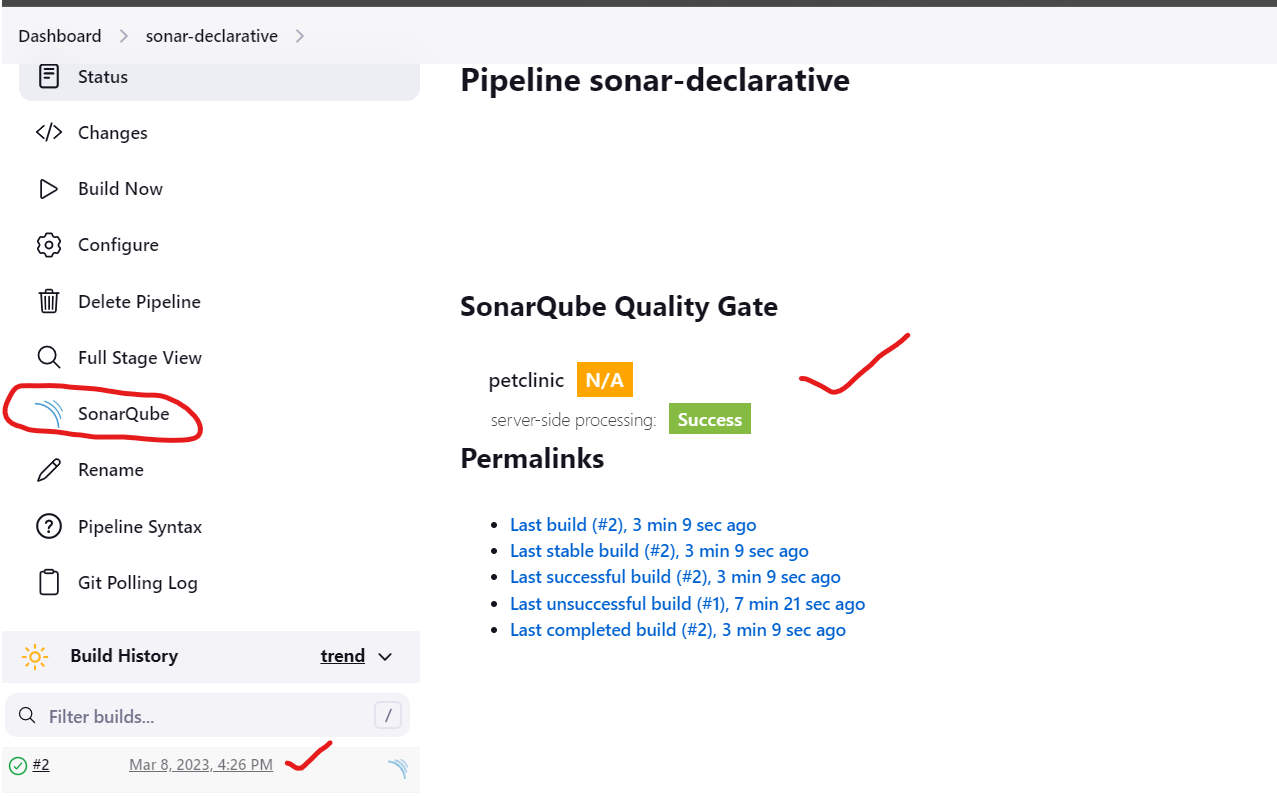 Dashboard > sonar-declarative >
Status
Changes
Build Now
Configure
Delete Pipeline
Full Stage View
SonarQube
Rename
Pipeline Syntax
Git Polling Log
Build History trend
Filter builds... /
#2 Mar 8, 2023, 4:26 PM
Pipeline sonar-declarative
SonarQube Quality Gate
petclinic N/A
server-side processing: Success
Permalinks
• Last build (#2), 3 min 9 sec ago
• Last stable build (#2), 3 min 9 sec ago
• Last successful build (#2), 3 min 9 sec ago
• Last unsuccessful build (#1), 7 min 21 sec ago
• Last completed build (#2), 3 min 9 sec ago